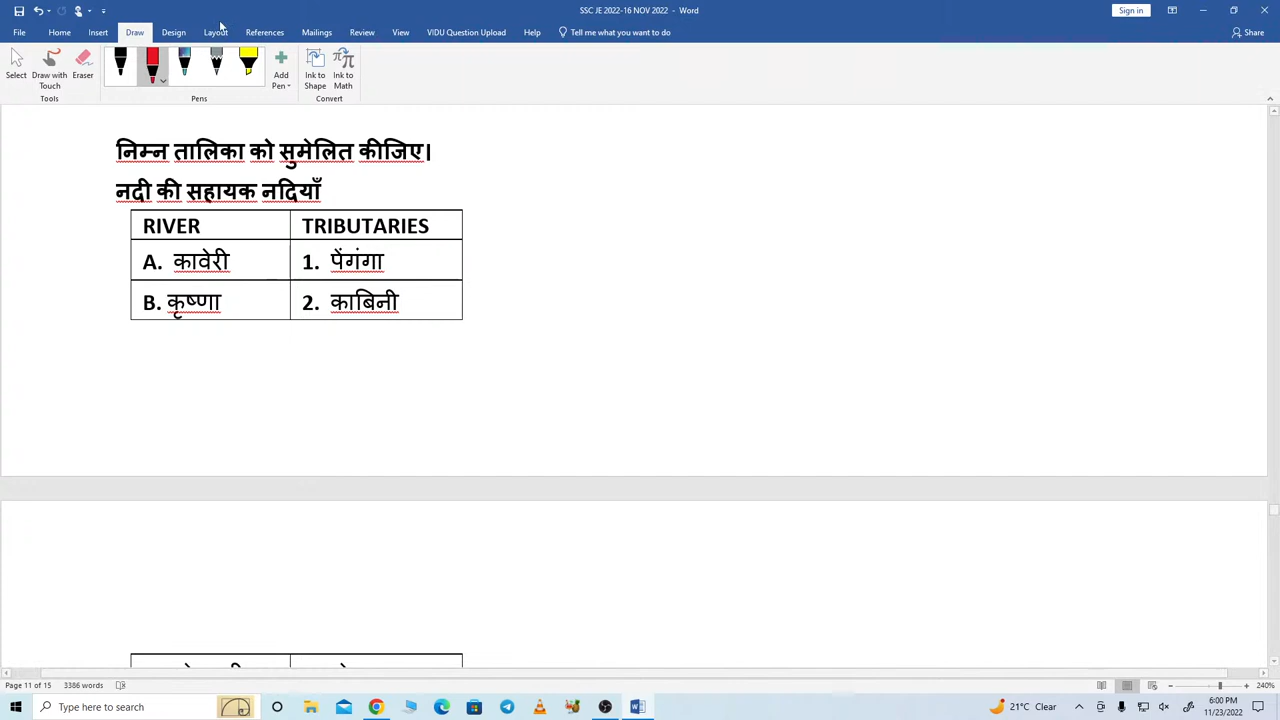 SSC JE 2022-16 NOV 2022 - Word
Sign in
File Home Insert Draw Design Layout References Mailings Review View VIDU Question Upload Help Tell me what you want to do Share
Select Draw with Touch Eraser Add Pen Ink to Shape Ink to Math
Tools Pens Convert
निम्न तालिका को सुमेलित कीजिए।
नदी की सहायक नदियाँ
RIVER TRIBUTARIES
A. कावेरी 1. पेंगंगा
B. कृष्णा 2. काबिनी
Page 11 of 15 3386 words 240%
Type here to search
21°C Clear
6:00 PM
11/23/2022